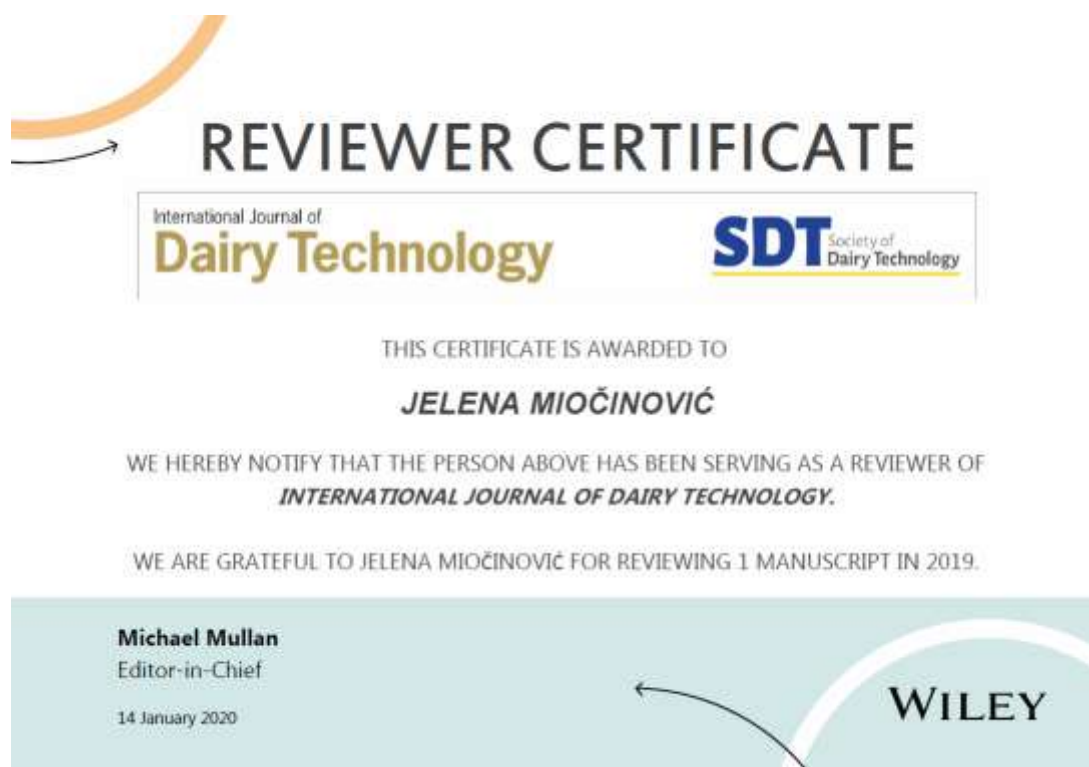 REVIEWER CERTIFICATE
International Journal of
Dairy Technology
SDT Society of
Dairy Technology
THIS CERTIFICATE IS AWARDED TO
JELENA MIOČINOVIĆ
WE HEREBY NOTIFY THAT THE PERSON ABOVE HAS BEEN SERVING AS A REVIEWER OF
INTERNATIONAL JOURNAL OF DAIRY TECHNOLOGY.
WE ARE GRATEFUL TO JELENA MIOČINOVIĆ FOR REVIEWING 1 MANUSCRIPT IN 2019.
Michael Mullan
Editor-in-Chief
14 January 2020
WILEY